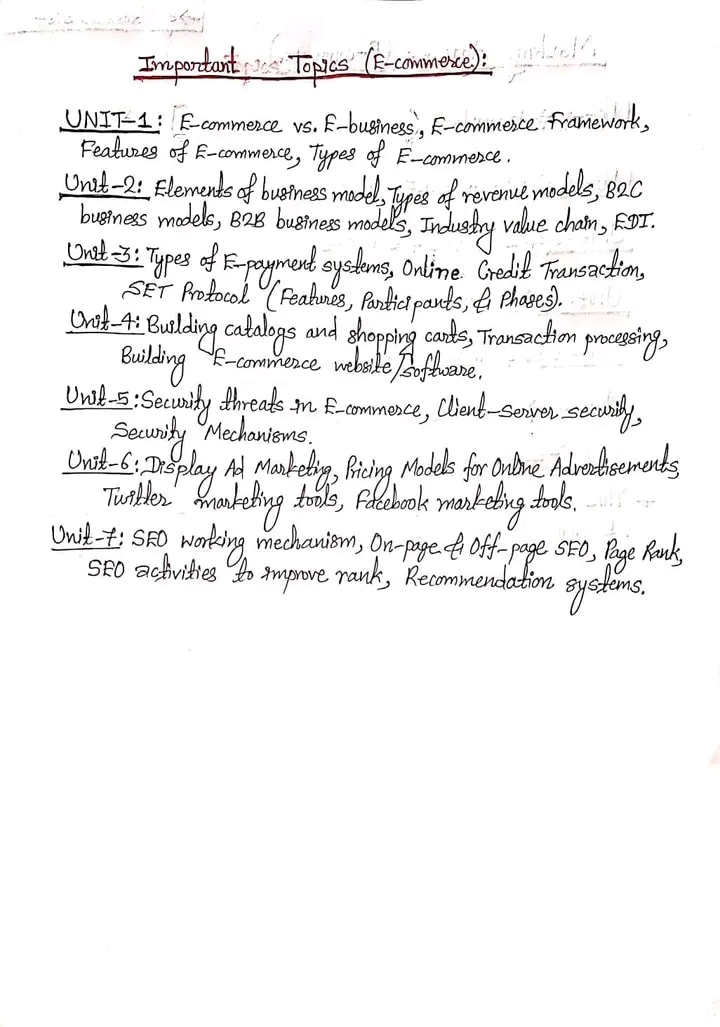 Important Topics (E-commerce):
UNIT-1: E-commerce vs. E-business, E-commerce Framework,
Features of E-commerce, Types of E-commerce.
Unit-2: Elements of business model, Types of revenue models, B2C
business models, B2B business models, Industry value chain, EDI.
Unit-3: Types of E-payment systems, Online Credit Transaction,
SET Protocol (Features, Participants, & Phases).
Unit-4: Building catalogs and shopping carts, Transaction processing,
Building E-commerce website/Software.
Unit-5: Security threats in E-commerce, Client-Server security,
Security Mechanisms.
Unit-6: Display Ad Marketing, Pricing Models for Online Advertisements,
Twitter marketing tools, Facebook marketing tools.
Unit-7: SEO working mechanism, On-page & Off-page SEO, Page Rank,
SEO activities to improve rank, Recommendation systems.